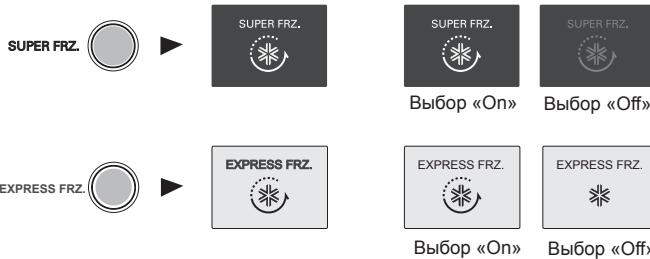 SUPER FRZ. SUPER FRZ. SUPER FRZ. SUPER FRZ.
Выбор «On» Выбор «Off»
EXPRESS FRZ. EXPRESS FRZ. EXPRESS FRZ. EXPRESS FRZ.
Выбор «On» Выбор «Off»